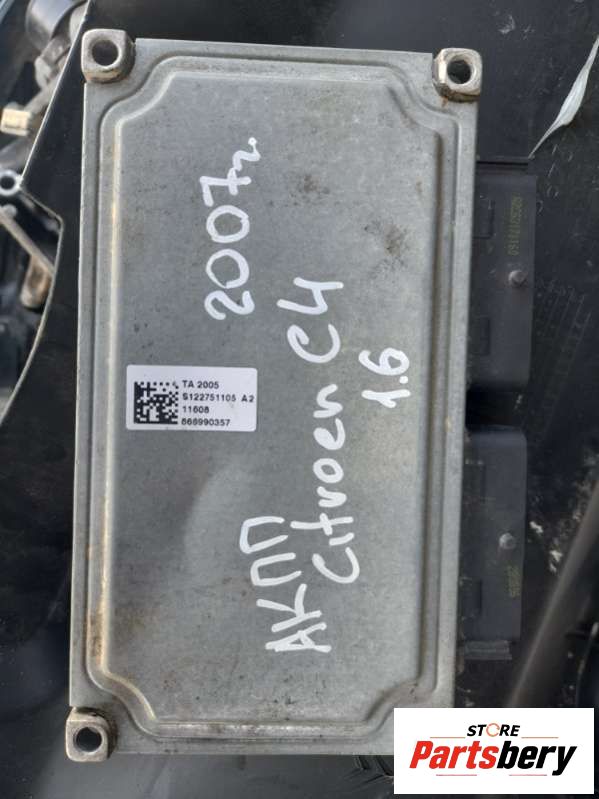 2007г.
АКПП
Citroen C4
1.6
TA 2005
S122751105 A2
11608
868990357
STORE
Partsbery